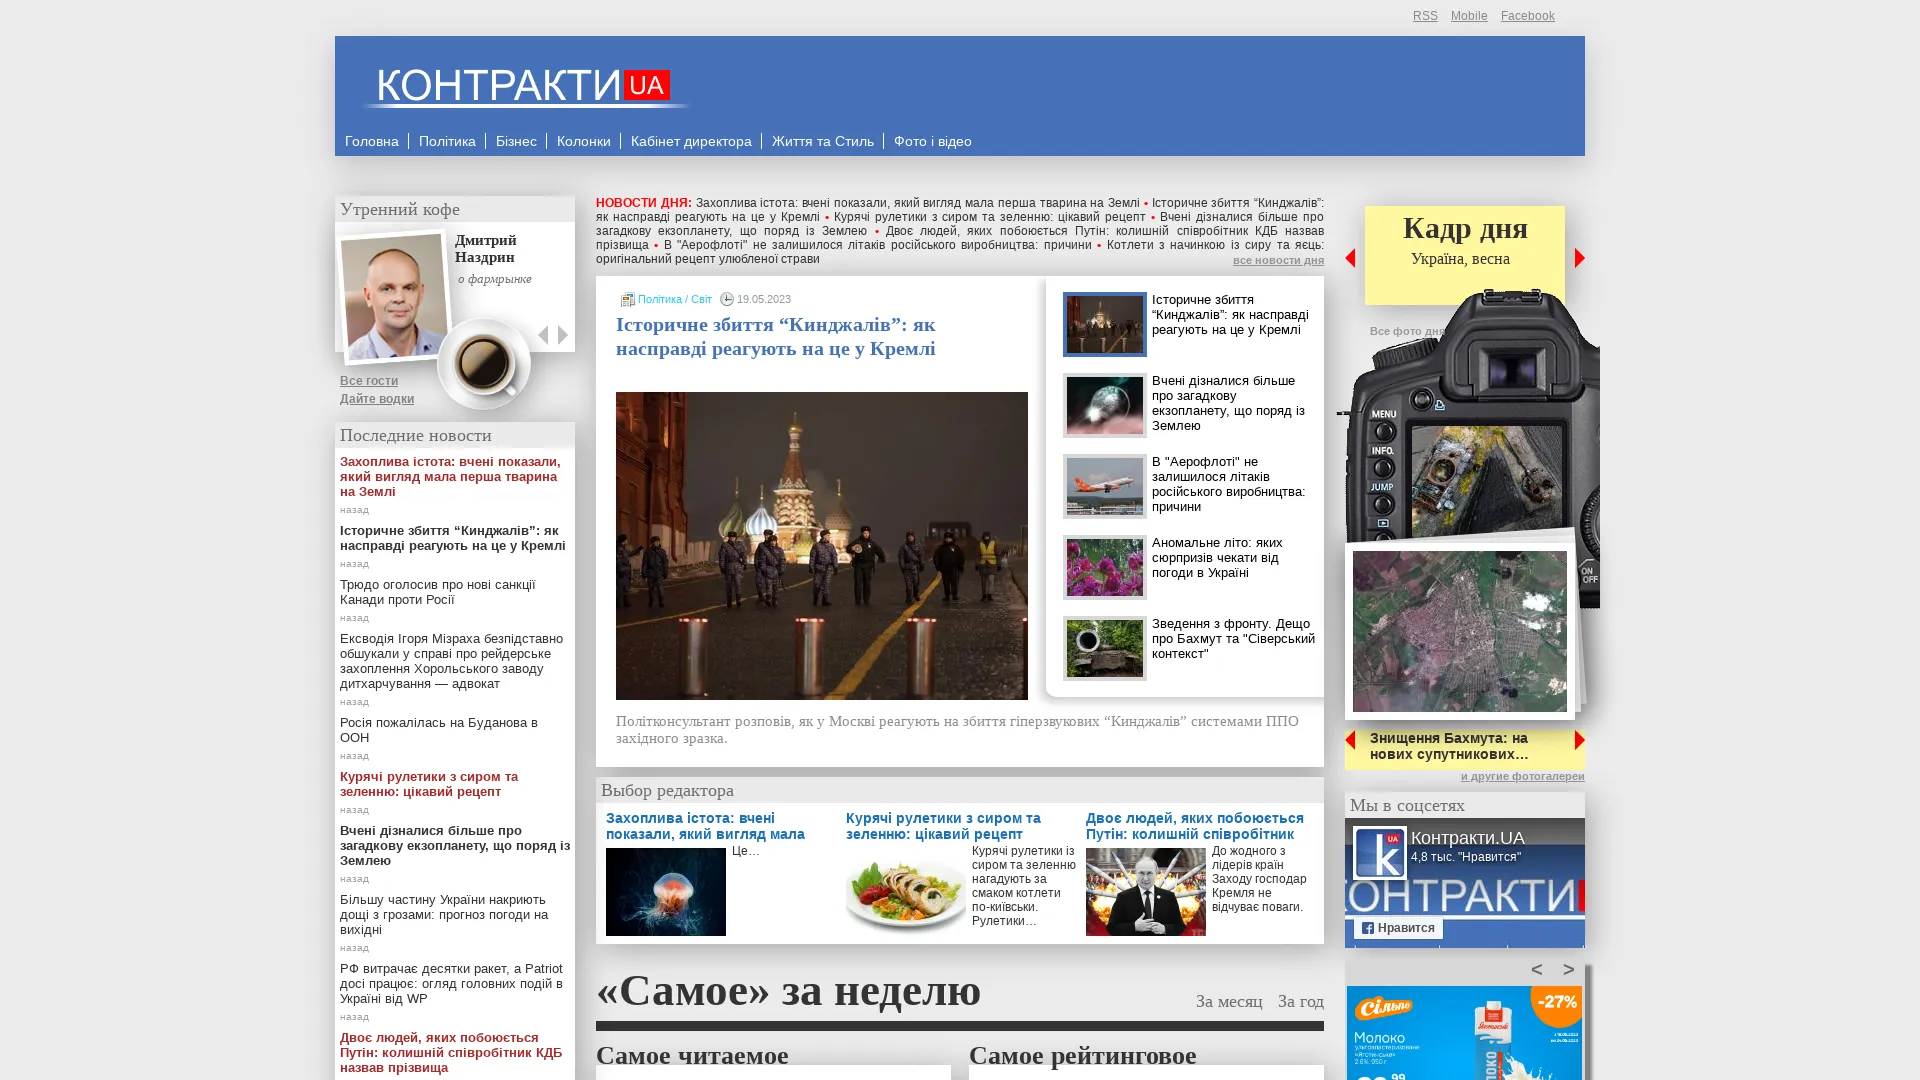 RSS Mobile Facebook
КОНТРАКТИ UA
Головна Політика Бізнес Колонки Кабінет директора Життя та Стиль Фото і відео
Утренний кофе
Дмитрий
Наздрин
о фармрынке
Все гости
Дайте водки
Последние новости
Захоплива істота: вчені показали,
який вигляд мала перша тварина
на Землі
назад
Історичне збиття “Кинджалів”: як
насправді реагують на це у Кремлі
назад
Трюдо оголосив про нові санкції
Канади проти Росії
назад
Ексводія Ігоря Мізраха безпідставно
обшукали у справі про рейдерське
захоплення Хорольського заводу
дитхарчування — адвокат
назад
Росія пожалілась на Буданова в
ООН
назад
Курячі рулетики з сиром та
зеленню: цікавий рецепт
назад
Вчені дізналися більше про
загадкову екзопланету, що поряд із
Землею
назад
Більшу частину України накриють
дощі з грозами: прогноз погоди на
вихідні
назад
РФ витрачає десятки ракет, а Patriot
досі працює: огляд головних подій в
Україні від WP
назад
Двоє людей, яких побоюється
Путін: колишній співробітник КДБ
назвав прізвища
НОВОСТИ ДНЯ: Захоплива істота: вчені показали, який вигляд мала перша тварина на Землі • Історичне збиття “Кинджалів”:
як насправді реагують на це у Кремлі • Курячі рулетики з сиром та зеленню: цікавий рецепт • Вчені дізналися більше про
загадкову екзопланету, що поряд із Землею • Двоє людей, яких побоюється Путін: колишній співробітник КДБ назвав
прізвища • В "Аерофлоті" не залишилося літаків російського виробництва: причини • Котлети з начинкою із сиру та яєць:
оригінальний рецепт улюбленої страви
все новости дня
Політика / Світ 19.05.2023
Історичне збиття “Кинджалів”: як
насправді реагують на це у Кремлі
Політконсультант розповів, як у Москві реагують на збиття гіперзвукових “Кинджалів” системами ППО
західного зразка.
Історичне збиття
“Кинджалів”: як насправді
реагують на це у Кремлі
Вчені дізналися більше
про загадкову
екзопланету, що поряд із
Землею
В "Аерофлоті" не
залишилося літаків
російського виробництва:
причини
Аномальне літо: яких
сюрпризів чекати від
погоди в Україні
Зведення з фронту. Дещо
про Бахмут та "Сіверський
контекст"
Выбор редактора
Захоплива істота: вчені
показали, який вигляд мала
Це…
Курячі рулетики з сиром та
зеленню: цікавий рецепт
Курячі рулетики із
сиром та зеленню
нагадують за
смаком котлети
по-київськи.
Рулетики…
Двоє людей, яких побоюється
Путін: колишній співробітник
До жодного з
лідерів країн
Заходу господар
Кремля не
відчуває поваги.
«Самое» за неделю
За месяц За год
Самое читаемое
Самое рейтинговое
Кадр дня
Україна, весна
Все фото дня
MENU
INFO.
JUMP
ON
OFF
Знищення Бахмута: на
нових супутникових…
и другие фотогалереи
Мы в соцсетях
Контракти.UA
4,8 тыс. "Нравится"
КОНТРАКТИ
Нравится
< >
Сільпо
-27%
Молоко
99